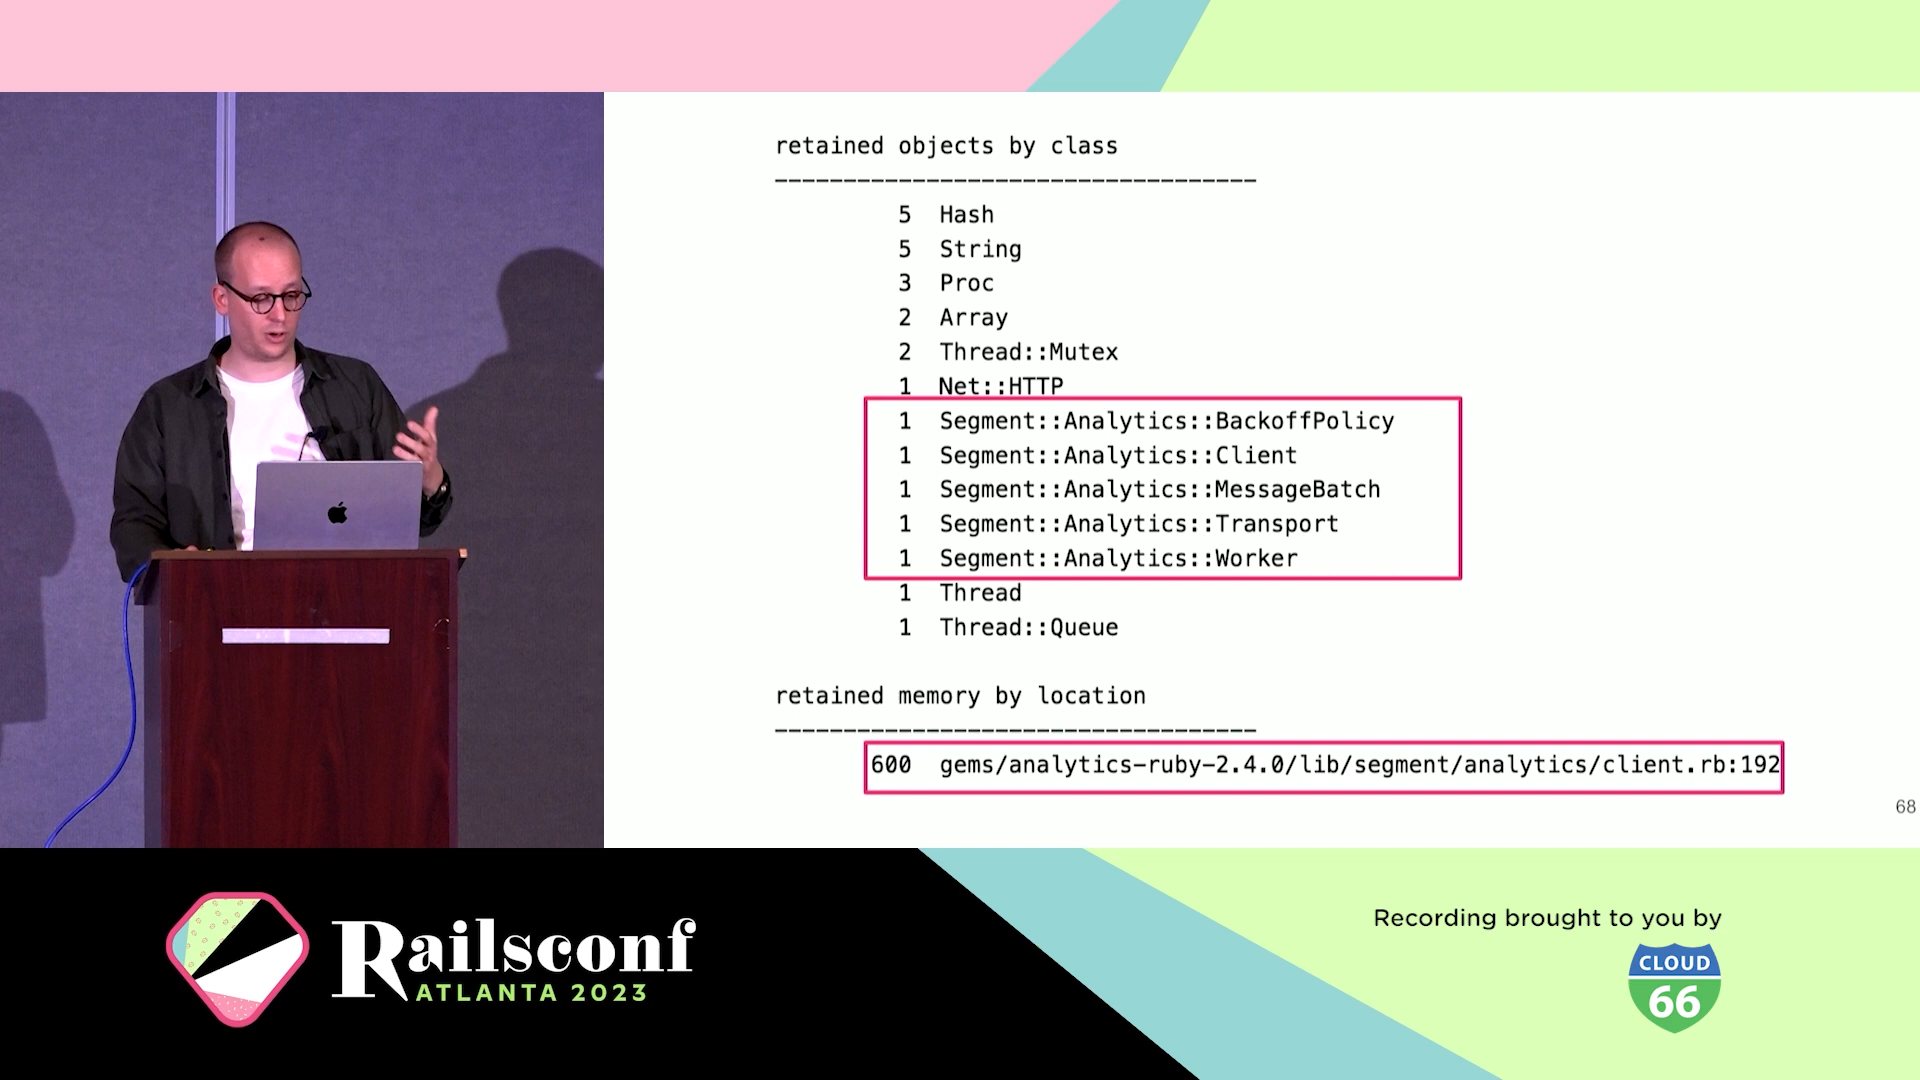 retained objects by class
-----------------------------------
5 Hash
5 String
3 Proc
2 Array
2 Thread::Mutex
1 Net::HTTP
1 Segment::Analytics::BackoffPolicy
1 Segment::Analytics::Client
1 Segment::Analytics::MessageBatch
1 Segment::Analytics::Transport
1 Segment::Analytics::Worker
1 Thread
1 Thread::Queue
retained memory by location
-----------------------------------
600 gems/analytics-ruby-2.4.0/lib/segment/analytics/client.rb:192
68
Railsconf
ATLANTA 2023
Recording brought to you by
CLOUD
66